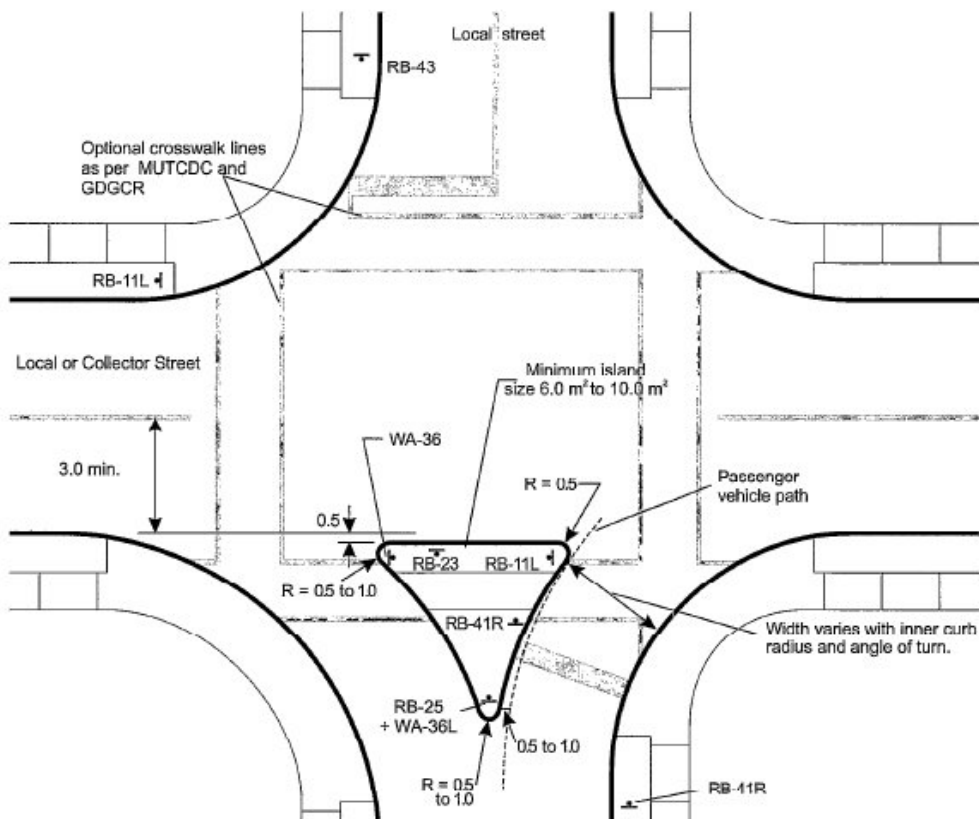 Local street
RB-43
Optional crosswalk lines
as per MUTCDC and
GDGCR
RB-11L
Local or Collector Street
Minimum island
size 6.0 m² to 10.0 m²
WA-36
3.0 min.
R = 0.5
Passenger
vehicle path
0.5
RB-23
RB-11L
R = 0.5 to 1.0
RB-41R
Width varies with inner curb
radius and angle of turn.
RB-25
+ WA-36L
0.5 to 1.0
R = 0.5
to 1.0
RB-41R